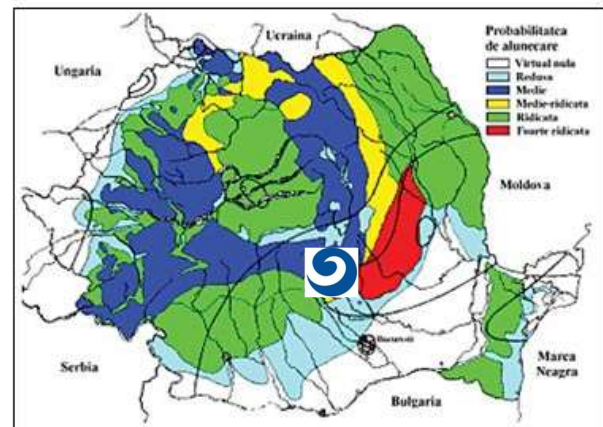 Ucraina
Probabilitatea
de alunecare
Virtual nula
Redusa
Medie
Medie-ridicata
Ridicata
Foarte ridicata
Ungaria
Moldova
Bucuresti
Serbia
Marea
Neagra
Bulgaria